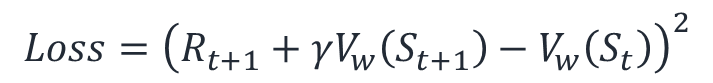 Loss = (R_{t+1} + γV_w(S_{t+1}) − V_w(S_t))^2